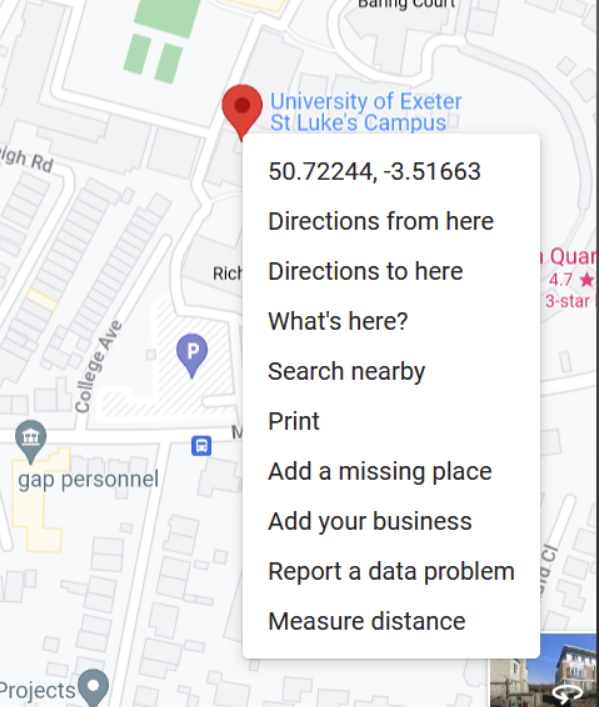 Baring Court
University of Exeter
St Luke's Campus
50.72244, -3.51663
igh Rd
Directions from here
Quar
Rich
Directions to here
4.7 ★
3-star
What's here?
College Ave
P
Search nearby
Print
M
Add a missing place
gap personnel
Add your business
Report a data problem
Cl
Measure distance
Projects